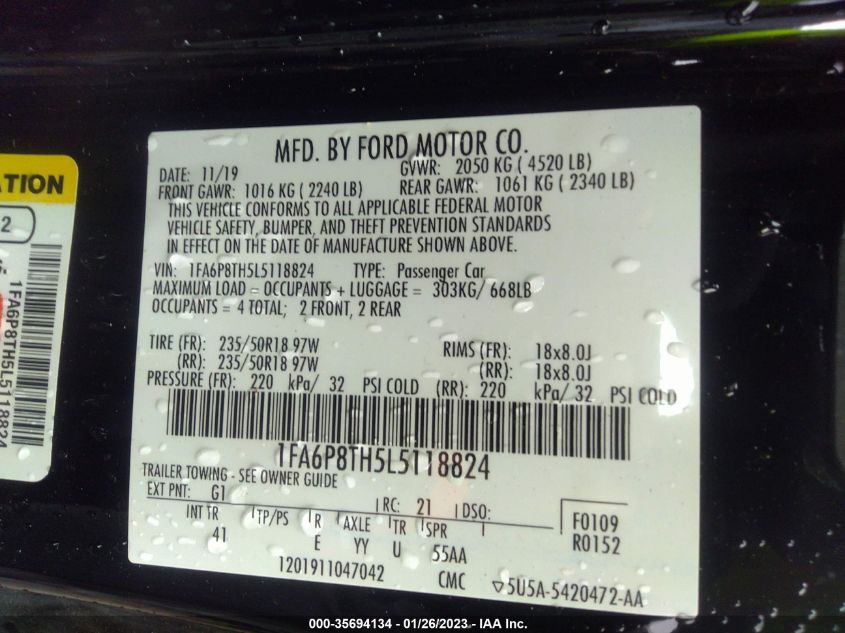 MFD. BY FORD MOTOR CO.
DATE: 11/19 GVWR: 2050 KG ( 4520 LB)
FRONT GAWR: 1016 KG ( 2240 LB) REAR GAWR: 1061 KG ( 2340 LB)
THIS VEHICLE CONFORMS TO ALL APPLICABLE FEDERAL MOTOR
VEHICLE SAFETY, BUMPER, AND THEFT PREVENTION STANDARDS
IN EFFECT ON THE DATE OF MANUFACTURE SHOWN ABOVE.
VIN: 1FA6P8TH5L5118824 TYPE: Passenger Car
MAXIMUM LOAD = OCCUPANTS + LUGGAGE = 303KG/ 668LB
OCCUPANTS = 4 TOTAL; 2 FRONT, 2 REAR
TIRE (FR): 235/50R18 97W RIMS (FR): 18x8.0J
(RR): 235/50R18 97W (RR): 18x8.0J
PRESSURE (FR): 220 kPa/ 32 PSI COLD (RR): 220 kPa/ 32 PSI COLD
1FA6P8TH5L5118824
TRAILER TOWING - SEE OWNER GUIDE
EXT PNT: G1 RC: 21 DSO:
INT TR TP/PS R AXLE TR SPR F0109
41 E YY U 55AA R0152
1201911047042 CMC ▽5U5A-5420472-AA
ATION
2
1FA6P8TH5L5118824
000-35694134 - 01/26/2023 - IAA Inc.